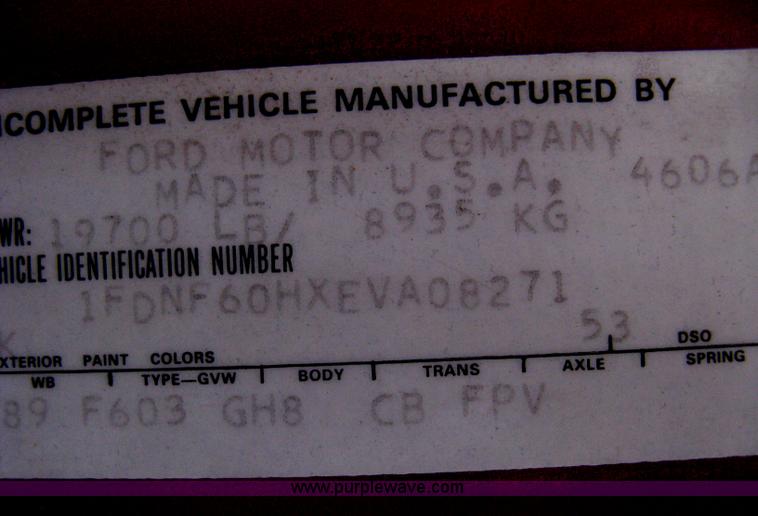 NCOMPLETE VEHICLE MANUFACTURED BY
FORD MOTOR COMPANY
MADE IN U.S.A. 4606A
WR: 19700 LB/ 8935 KG
HICLE IDENTIFICATION NUMBER
1FDNF60HXEVA08271
53
XTERIOR PAINT COLORS DSO
WB TYPE—GVW BODY TRANS AXLE SPRING
89 F603 GH8 CB FPV
www.purplewave.com